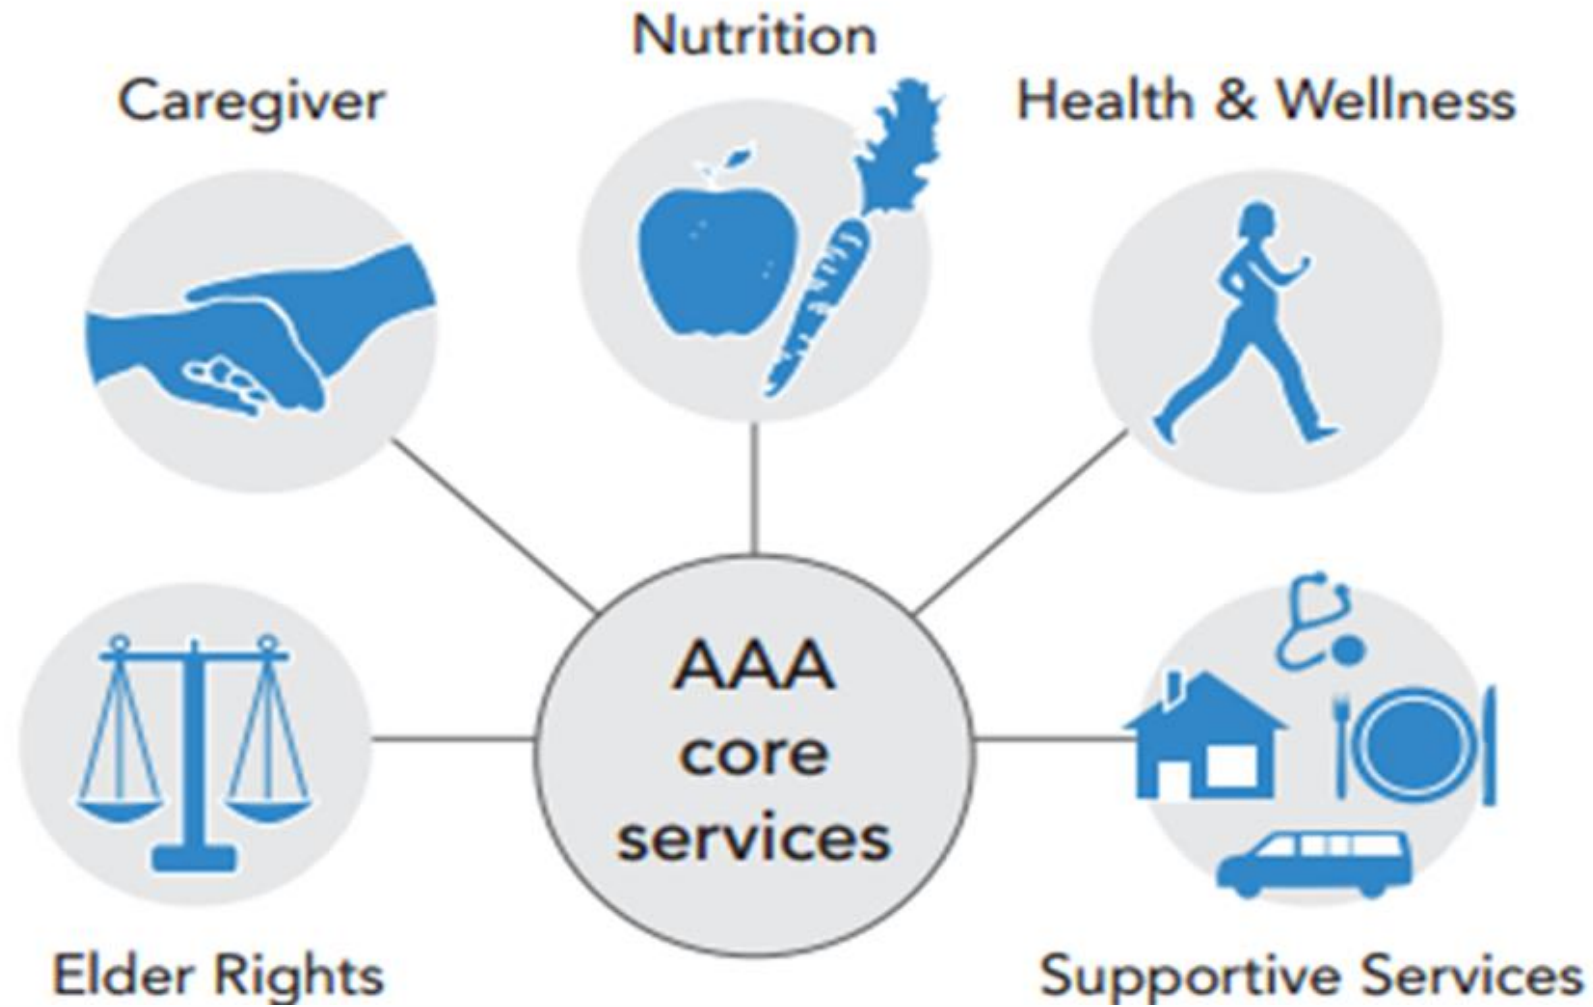 Nutrition
Caregiver
Health & Wellness
AAA
core
services
Elder Rights
Supportive Services